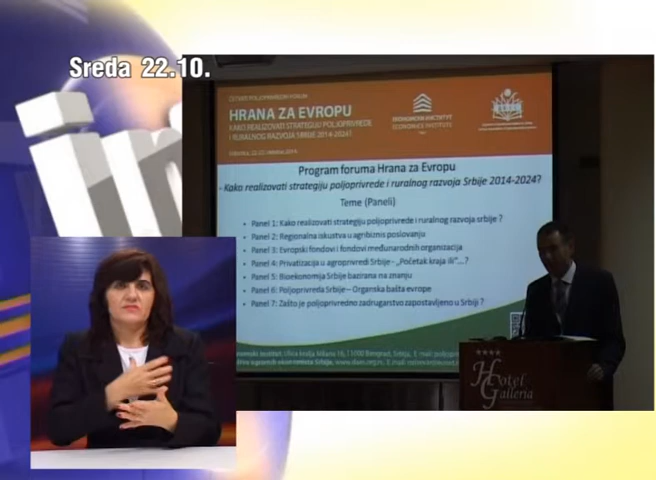 Sreda 22.10.
ČETVRTI POLJOPRIVREDNI FORUM
HRANA ZA EVROPU
KAKO REALIZOVATI STRATEGIJU POLJOPRIVREDE
I RURALNOG RAZVOJA SRBIJE 2014-2024?
EKONOMSKI INSTITUT
ECONOMICS INSTITUTE
Program foruma Hrana za Evropu
- Kako realizovati strategiju poljoprivrede i ruralnog razvoja Srbije 2014-2024?
Teme (Paneli)
• Panel 1: Kako realizovati strategiju poljoprivrede i ruralnog razvoja srbije ?
• Panel 2: Regionalna iskustva u agribiznis poslovanju
• Panel 3: Evropski fondovi i fondovi međunarodnih organizacija
• Panel 4: Privatizacija u agroprivredi Srbije - „Početak kraja ili"...?
• Panel 5: Bioekonomija Srbije bazirana na znanju
• Panel 6: Poljoprivreda Srbije – Organska bašta evrope
• Panel 7: Zašto je poljoprivredno zadrugarstvo zapostavljeno u Srbiji ?
Hotel
Galleria